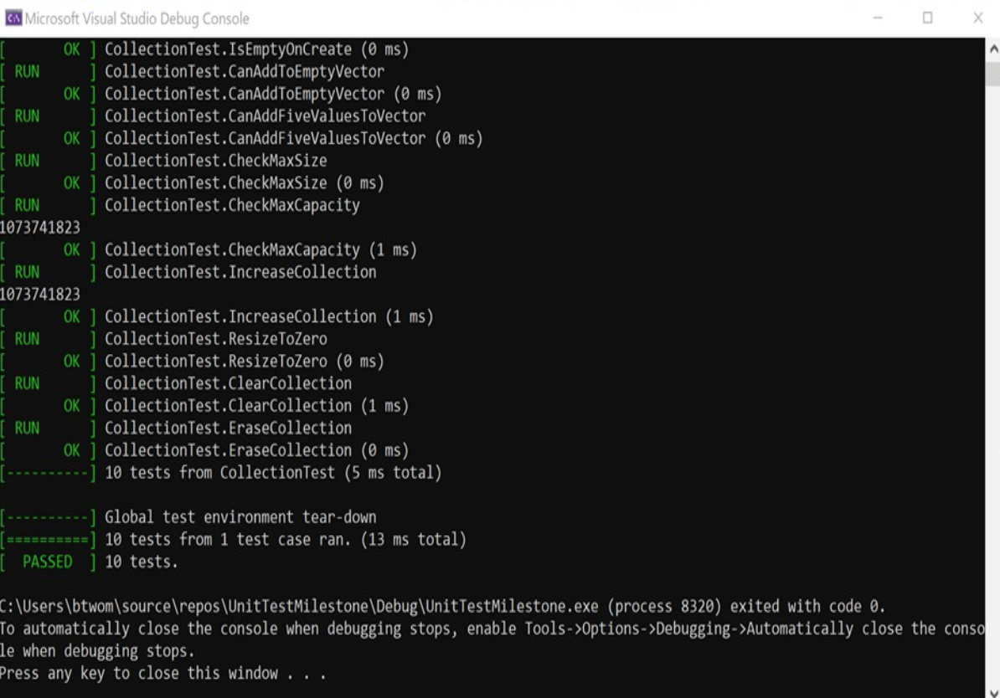 Microsoft Visual Studio Debug Console
[       OK ] CollectionTest.IsEmptyOnCreate (0 ms)
[ RUN      ] CollectionTest.CanAddToEmptyVector
[       OK ] CollectionTest.CanAddToEmptyVector (0 ms)
[ RUN      ] CollectionTest.CanAddFiveValuesToVector
[       OK ] CollectionTest.CanAddFiveValuesToVector (0 ms)
[ RUN      ] CollectionTest.CheckMaxSize
[       OK ] CollectionTest.CheckMaxSize (0 ms)
[ RUN      ] CollectionTest.CheckMaxCapacity
1073741823
[       OK ] CollectionTest.CheckMaxCapacity (1 ms)
[ RUN      ] CollectionTest.IncreaseCollection
1073741823
[       OK ] CollectionTest.IncreaseCollection (1 ms)
[ RUN      ] CollectionTest.ResizeToZero
[       OK ] CollectionTest.ResizeToZero (0 ms)
[ RUN      ] CollectionTest.ClearCollection
[       OK ] CollectionTest.ClearCollection (1 ms)
[ RUN      ] CollectionTest.EraseCollection
[       OK ] CollectionTest.EraseCollection (0 ms)
[----------] 10 tests from CollectionTest (5 ms total)
[----------] Global test environment tear-down
[==========] 10 tests from 1 test case ran. (13 ms total)
[  PASSED  ] 10 tests.
C:\Users\btwom\source\repos\UnitTestMilestone\Debug\UnitTestMilestone.exe (process 8320) exited with code 0.
To automatically close the console when debugging stops, enable Tools->Options->Debugging->Automatically close the conso
le when debugging stops.
Press any key to close this window . . .